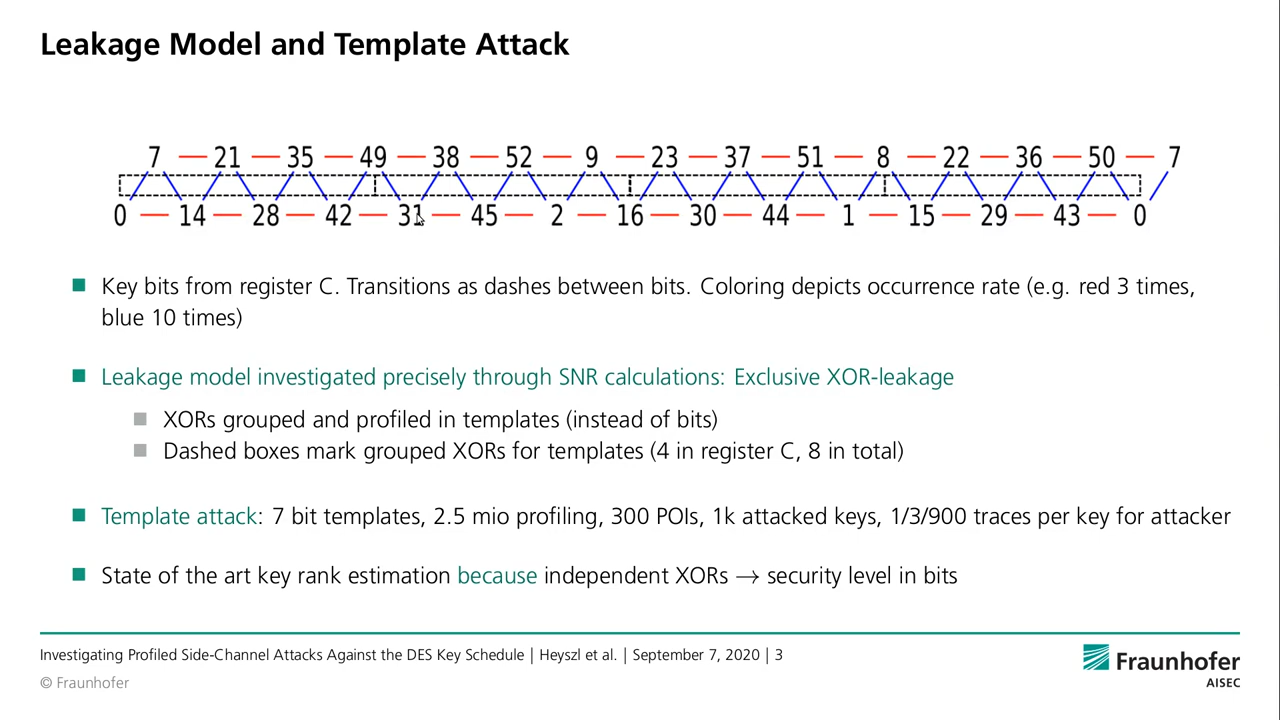 Leakage Model and Template Attack
7 21 35 49 38 52 9 23 37 51 8 22 36 50 7
0 14 28 42 31 45 2 16 30 44 1 15 29 43 0
Key bits from register C. Transitions as dashes between bits. Coloring depicts occurrence rate (e.g. red 3 times,
blue 10 times)
Leakage model investigated precisely through SNR calculations: Exclusive XOR-leakage
XORs grouped and profiled in templates (instead of bits)
Dashed boxes mark grouped XORs for templates (4 in register C, 8 in total)
Template attack: 7 bit templates, 2.5 mio profiling, 300 POIs, 1k attacked keys, 1/3/900 traces per key for attacker
State of the art key rank estimation because independent XORs → security level in bits
Investigating Profiled Side-Channel Attacks Against the DES Key Schedule | Heyszl et al. | September 7, 2020 | 3
© Fraunhofer
Fraunhofer
AISEC